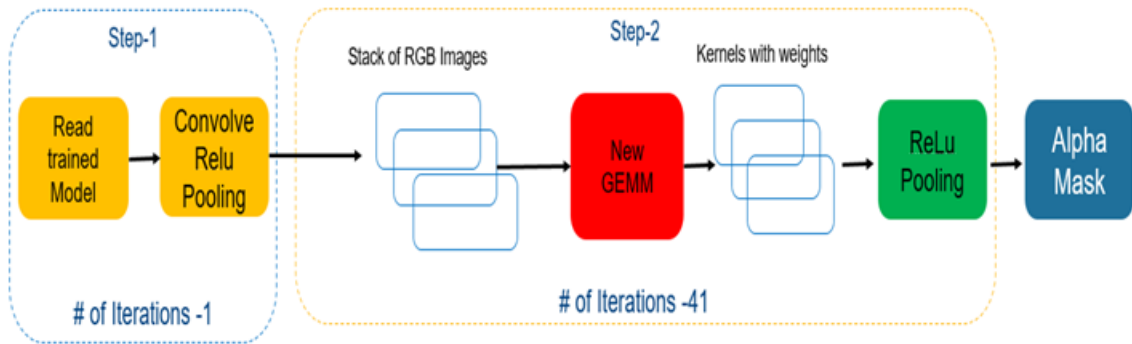 Step-1
Read
trained
Model
Convolve
Relu
Pooling
# of Iterations -1
Step-2
Stack of RGB Images
New
GEMM
Kernels with weights
ReLu
Pooling
# of Iterations -41
Alpha
Mask